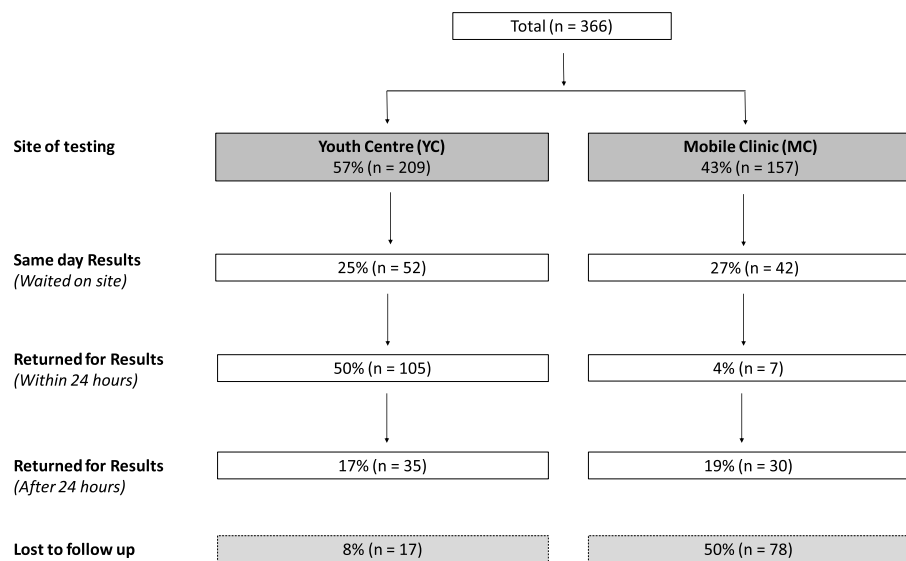 Total (n = 366)
Site of testing
Youth Centre (YC)
57% (n = 209)
Mobile Clinic (MC)
43% (n = 157)
Same day Results
(Waited on site)
25% (n = 52)
27% (n = 42)
Returned for Results
(Within 24 hours)
50% (n = 105)
4% (n = 7)
Returned for Results
(After 24 hours)
17% (n = 35)
19% (n = 30)
Lost to follow up
8% (n = 17)
50% (n = 78)